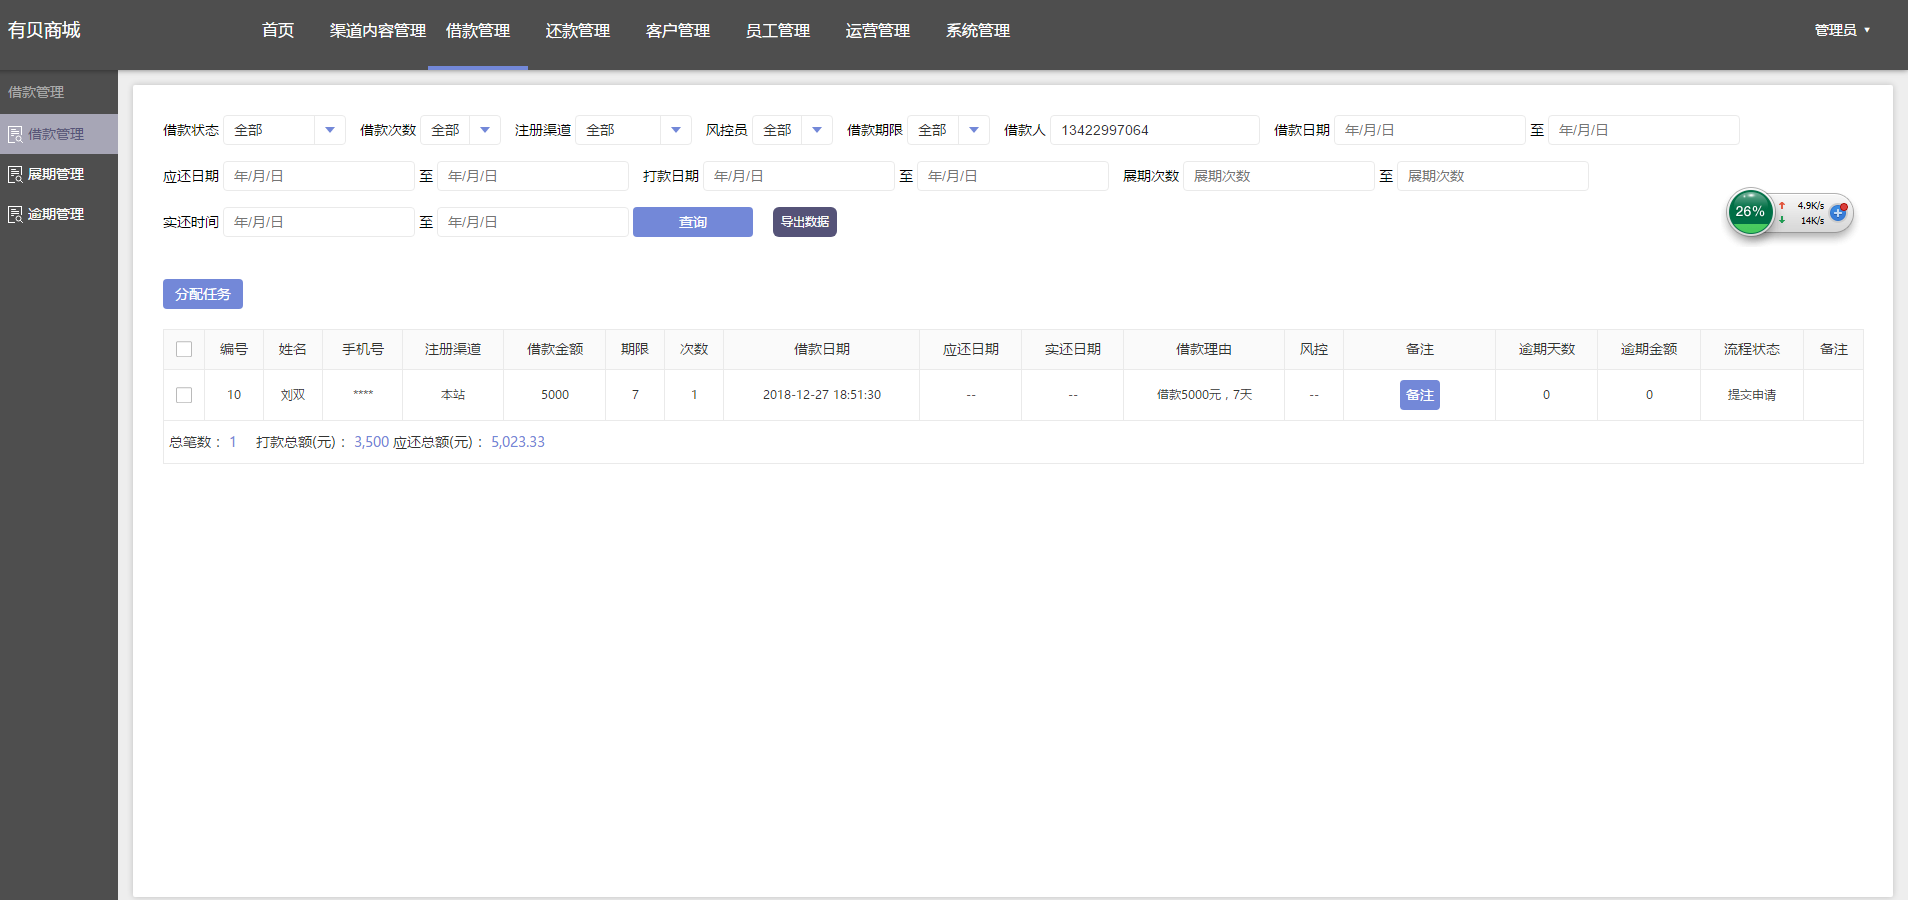 有贝商城 首页 渠道内容管理 借款管理 还款管理 客户管理 员工管理 运营管理 系统管理 管理员
借款管理
借款管理
展期管理
逾期管理
借款状态 全部 借款次数 全部 注册渠道 全部 风控员 全部 借款期限 全部 借款人 13422997064 借款日期 年/月/日 至 年/月/日
应还日期 年/月/日 至 年/月/日 打款日期 年/月/日 至 年/月/日 展期次数 展期次数 至 展期次数
实还时间 年/月/日 至 年/月/日 查询 导出数据
26% 4.9K/s
14K/s
分配任务
编号 姓名 手机号 注册渠道 借款金额 期限 次数 借款日期 应还日期 实还日期 借款理由 风控 备注 逾期天数 逾期金额 流程状态 备注
10 刘双 **** 本站 5000 7 1 2018-12-27 18:51:30 -- -- 借款5000元，7天 -- 备注 0 0 提交申请
总笔数： 1 打款总额(元)： 3,500 应还总额(元)： 5,023.33